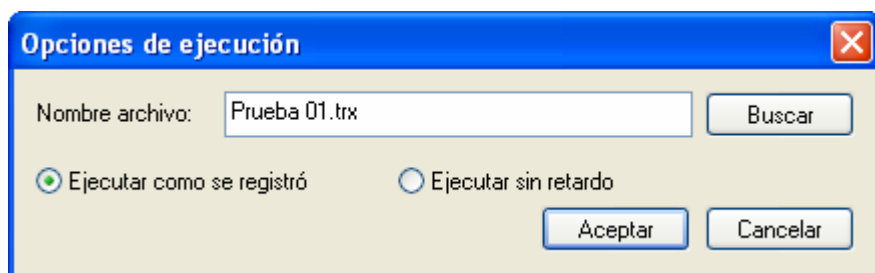 Opciones de ejecución
Nombre archivo: Prueba 01.trx Buscar
Ejecutar como se registró Ejecutar sin retardo
Aceptar Cancelar